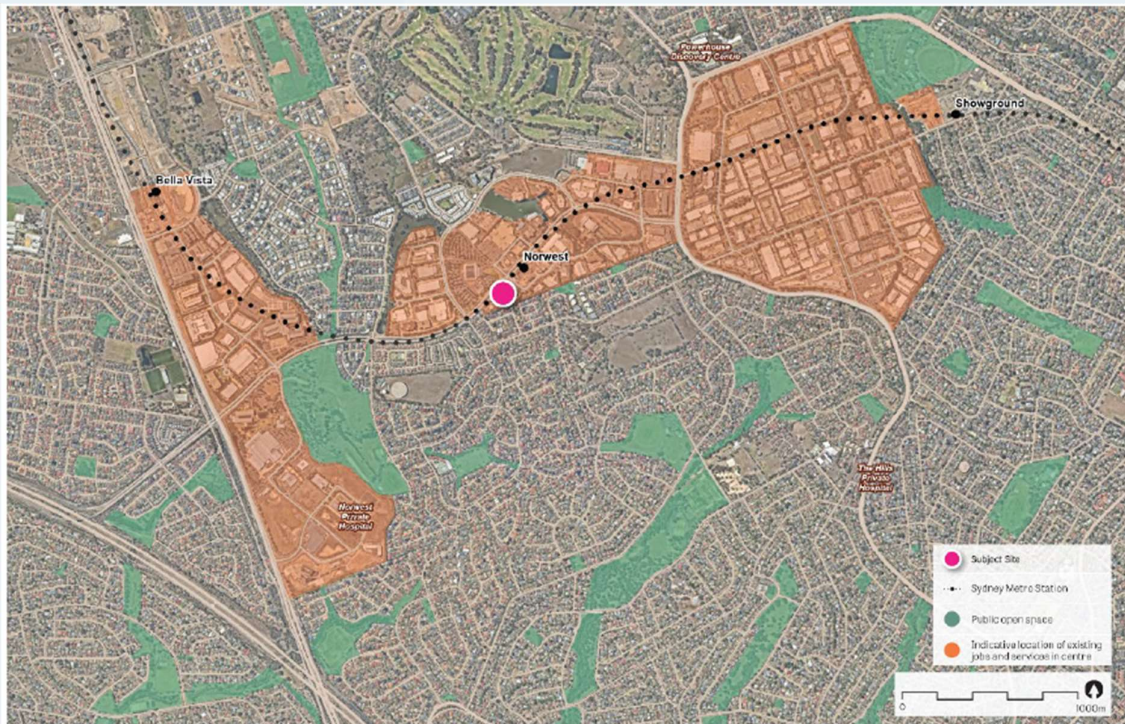 Powerhouse
Discovery Centre
Showground
Bella Vista
Norwest
Norwest
Private
Hospital
The Hills
Private
Hospital
Subject Site
Sydney Metro Station
Public open space
Indicative location of existing
jobs and services in centre
0
1000m